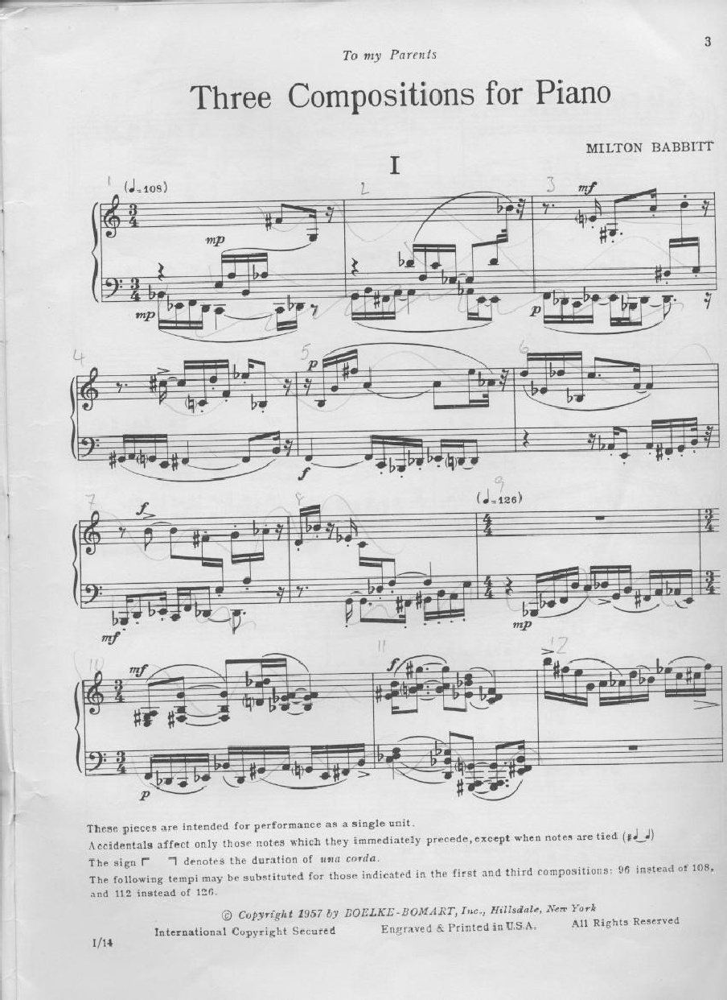 3
To my Parents
Three Compositions for Piano
MILTON BABBITT
I
1 (♩=108) 2 3 mf
mp
mp p
4 5 p 6
f
7 f 8 9 (♩=126)
mf mp
10 mf 11 f 12
p
These pieces are intended for performance as a single unit.
Accidentals affect only those notes which they immediately precede, except when notes are tied (♯♩‿♩)
The sign ┌ ┐ denotes the duration of una corda.
The following tempi may be substituted for those indicated in the first and third compositions: 96 instead of 108,
and 112 instead of 126.
© Copyright 1957 by BOELKE-BOMART, Inc., Hillsdale, New York
International Copyright Secured Engraved & Printed in U.S.A. All Rights Reserved
I/14